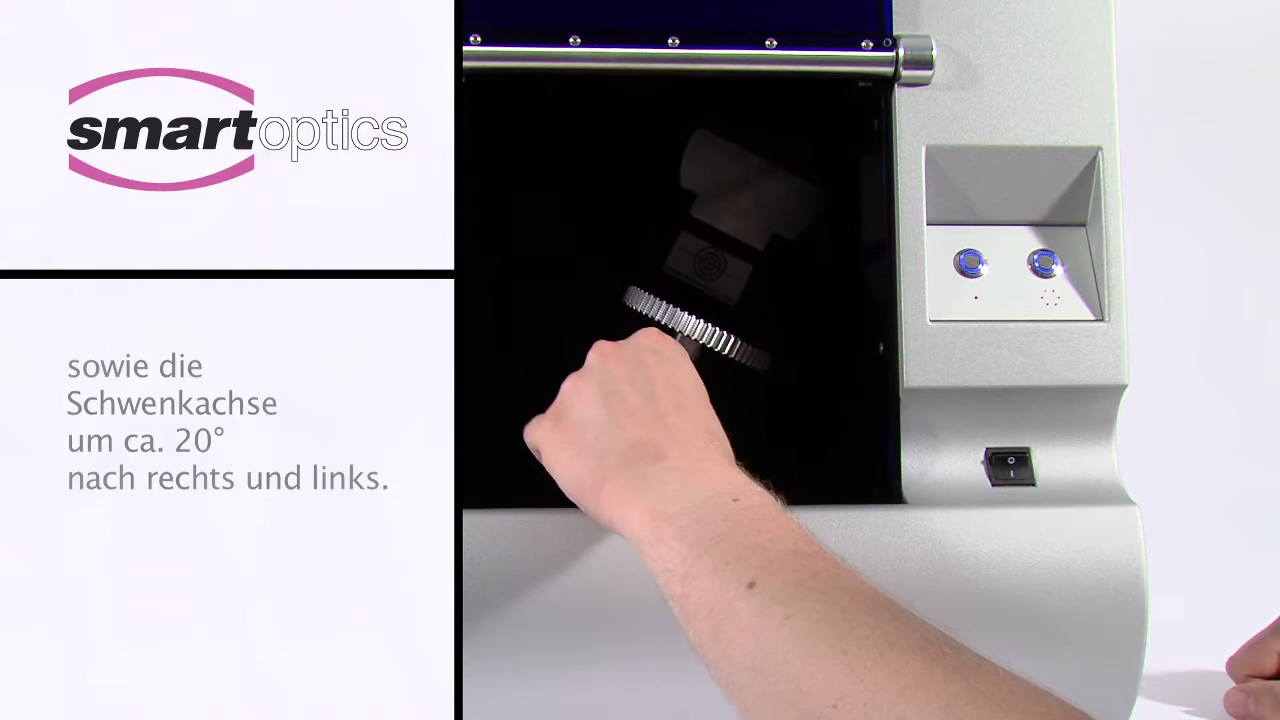 smartoptics
sowie die
Schwenkachse
um ca. 20°
nach rechts und links.